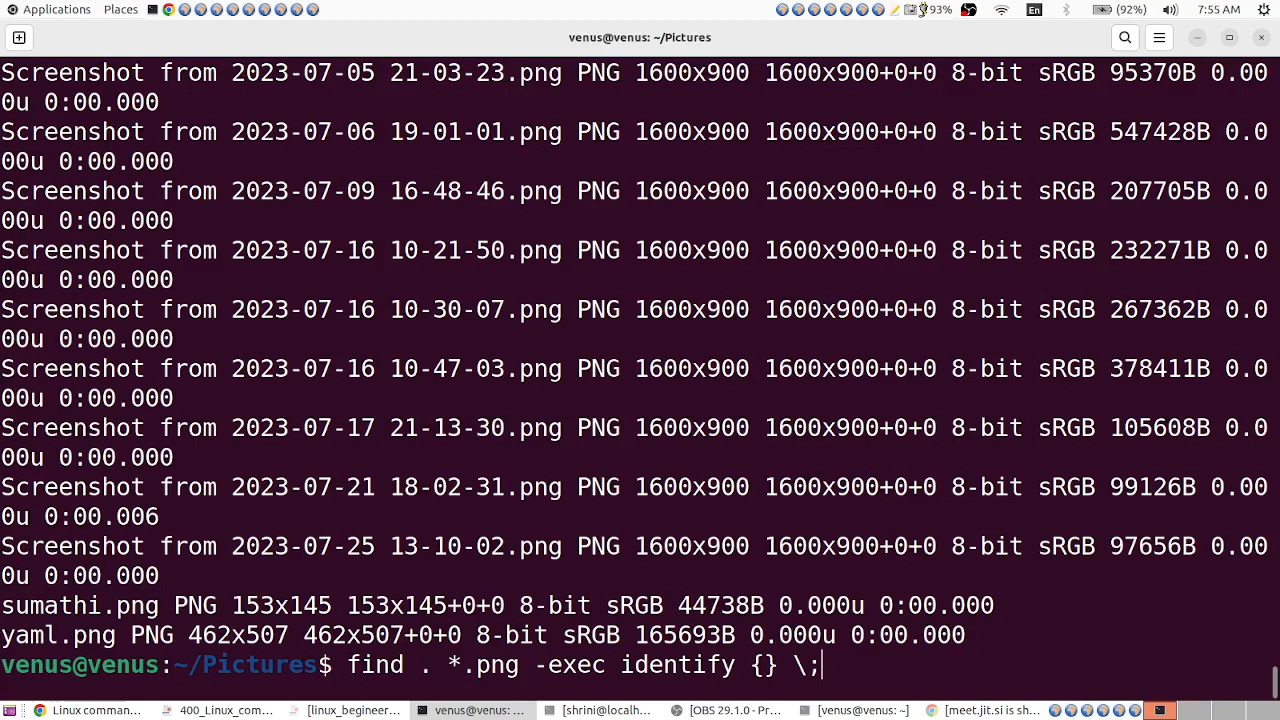 Applications Places 93% En (92%) 7:55 AM
venus@venus: ~/Pictures
Screenshot from 2023-07-05 21-03-23.png PNG 1600x900 1600x900+0+0 8-bit sRGB 95370B 0.00
0u 0:00.000
Screenshot from 2023-07-06 19-01-01.png PNG 1600x900 1600x900+0+0 8-bit sRGB 547428B 0.0
00u 0:00.000
Screenshot from 2023-07-09 16-48-46.png PNG 1600x900 1600x900+0+0 8-bit sRGB 207705B 0.0
00u 0:00.000
Screenshot from 2023-07-16 10-21-50.png PNG 1600x900 1600x900+0+0 8-bit sRGB 232271B 0.0
00u 0:00.000
Screenshot from 2023-07-16 10-30-07.png PNG 1600x900 1600x900+0+0 8-bit sRGB 267362B 0.0
00u 0:00.000
Screenshot from 2023-07-16 10-47-03.png PNG 1600x900 1600x900+0+0 8-bit sRGB 378411B 0.0
00u 0:00.000
Screenshot from 2023-07-17 21-13-30.png PNG 1600x900 1600x900+0+0 8-bit sRGB 105608B 0.0
00u 0:00.000
Screenshot from 2023-07-21 18-02-31.png PNG 1600x900 1600x900+0+0 8-bit sRGB 99126B 0.00
0u 0:00.006
Screenshot from 2023-07-25 13-10-02.png PNG 1600x900 1600x900+0+0 8-bit sRGB 97656B 0.00
0u 0:00.000
sumathi.png PNG 153x145 153x145+0+0 8-bit sRGB 44738B 0.000u 0:00.000
yaml.png PNG 462x507 462x507+0+0 8-bit sRGB 165693B 0.000u 0:00.000
venus@venus:~/Pictures$ find . *.png -exec identify {} \;
Linux comman... 400_Linux_com... [linux_begineer... venus@venus: ... [shrini@localh... [OBS 29.1.0 - Pr... [venus@venus: ~] [meet.jit.si is sh...